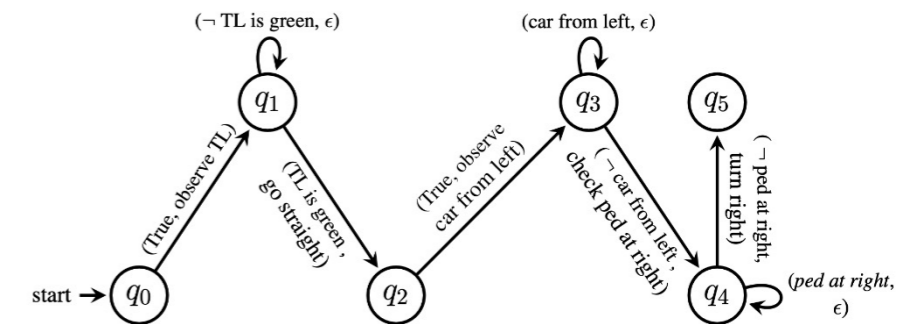 (¬ TL is green, ϵ)
(car from left, ϵ)
q1
q3
q5
(True, observe TL)
(TL is green ,
go straight)
(True, observe
car from left)
(¬ car from left ,
check ped at right)
(¬ ped at right,
turn right)
start
q0
q2
q4
(ped at right,
ϵ)